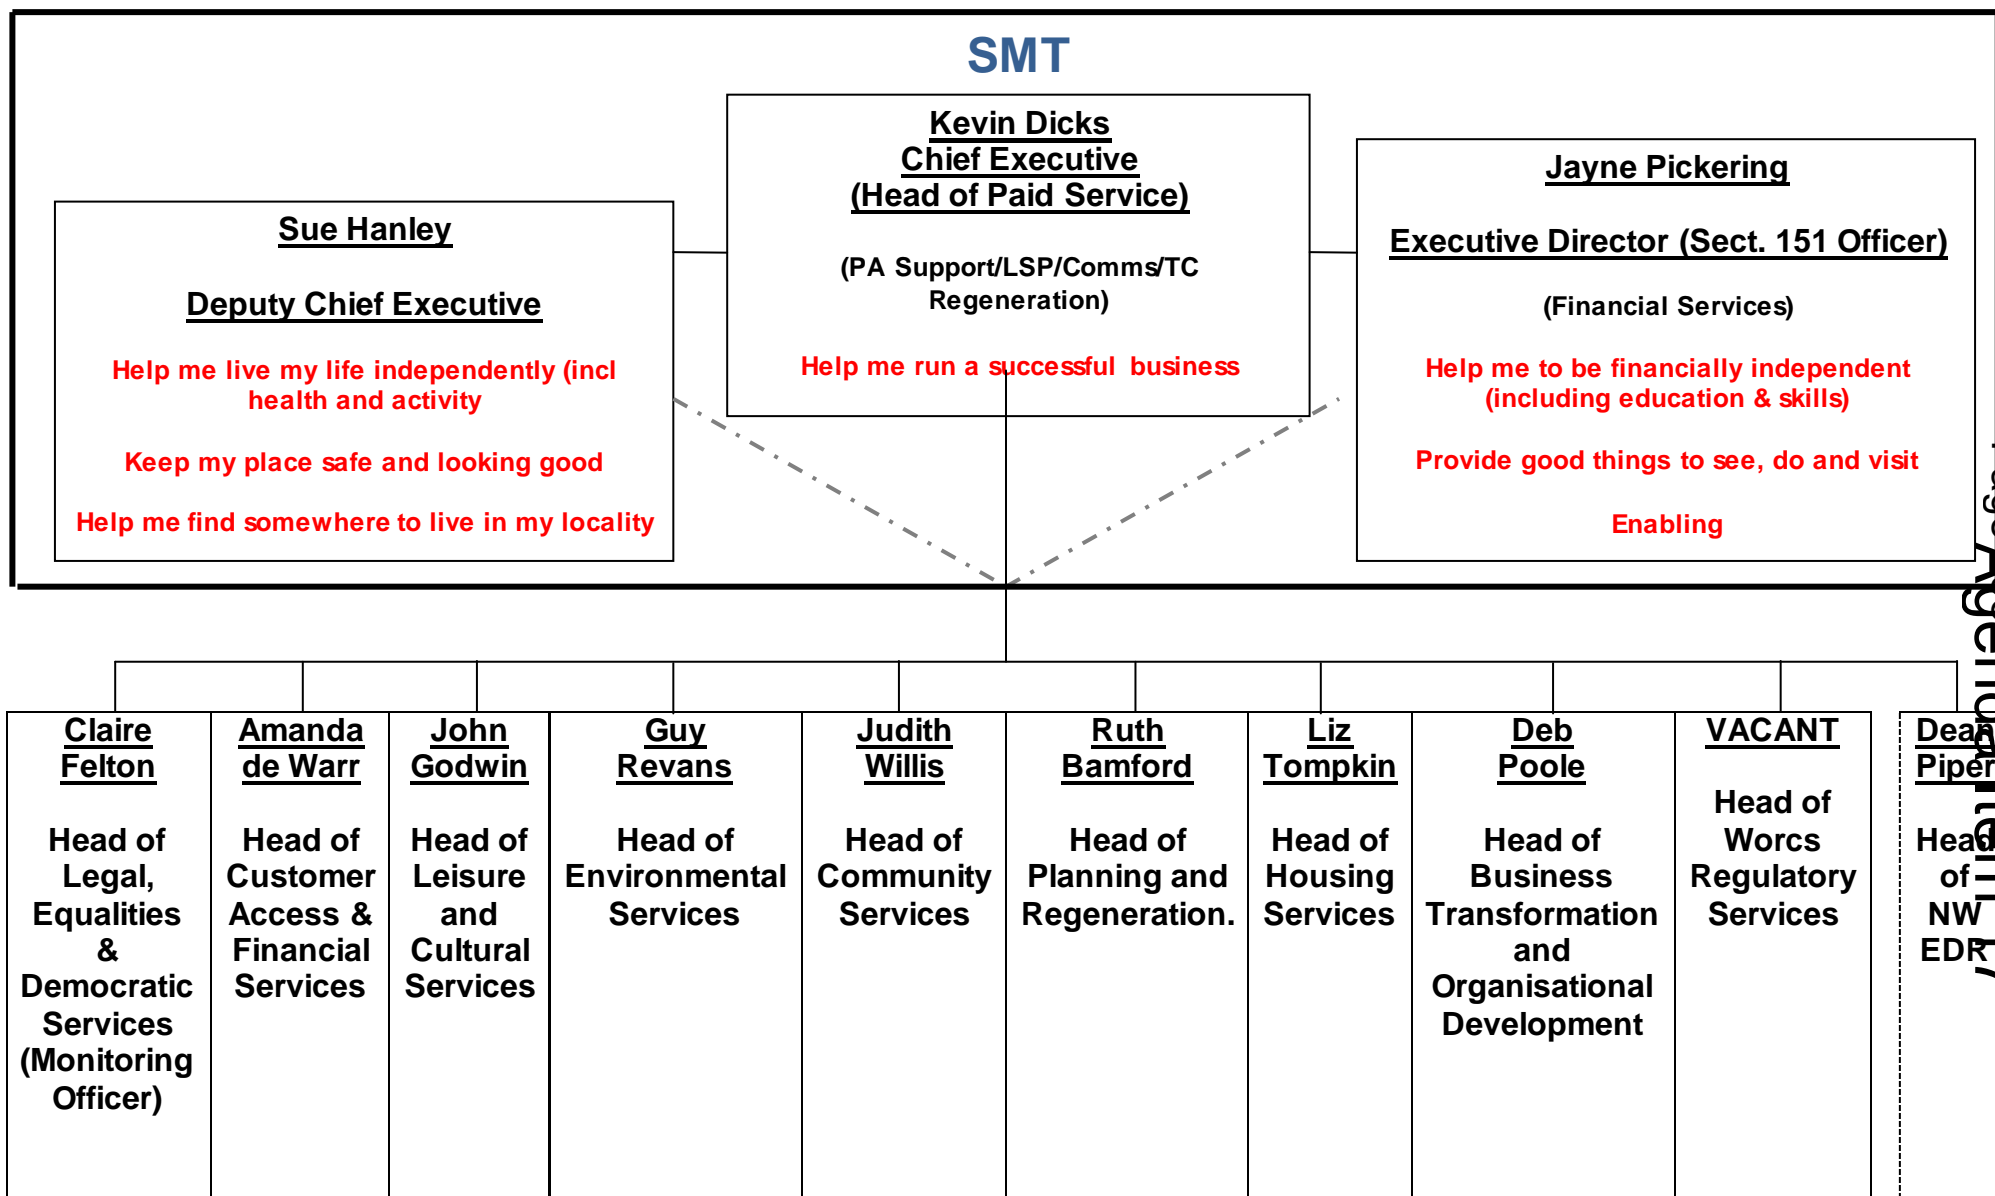 SMT
Kevin Dicks
Chief Executive
(Head of Paid Service)
(PA Support/LSP/Comms/TC
Regeneration)
Help me run a successful business
Sue Hanley
Deputy Chief Executive
Help me live my life independently (incl
health and activity
Keep my place safe and looking good
Help me find somewhere to live in my locality
Jayne Pickering
Executive Director (Sect. 151 Officer)
(Financial Services)
Help me to be financially independent
(including education & skills)
Provide good things to see, do and visit
Enabling
Claire
Felton
Head of
Legal,
Equalities
&
Democratic
Services
(Monitoring
Officer)
Amanda
de Warr
Head of
Customer
Access &
Financial
Services
John
Godwin
Head of
Leisure
and
Cultural
Services
Guy
Revans
Head of
Environmental
Services
Judith
Willis
Head of
Community
Services
Ruth
Bamford
Head of
Planning and
Regeneration.
Liz
Tompkin
Head of
Housing
Services
Deb
Poole
Head of
Business
Transformation
and
Organisational
Development
VACANT
Head of
Worcs
Regulatory
Services
Dean
Piper
Head
of
NW
EDR
Agenda Item